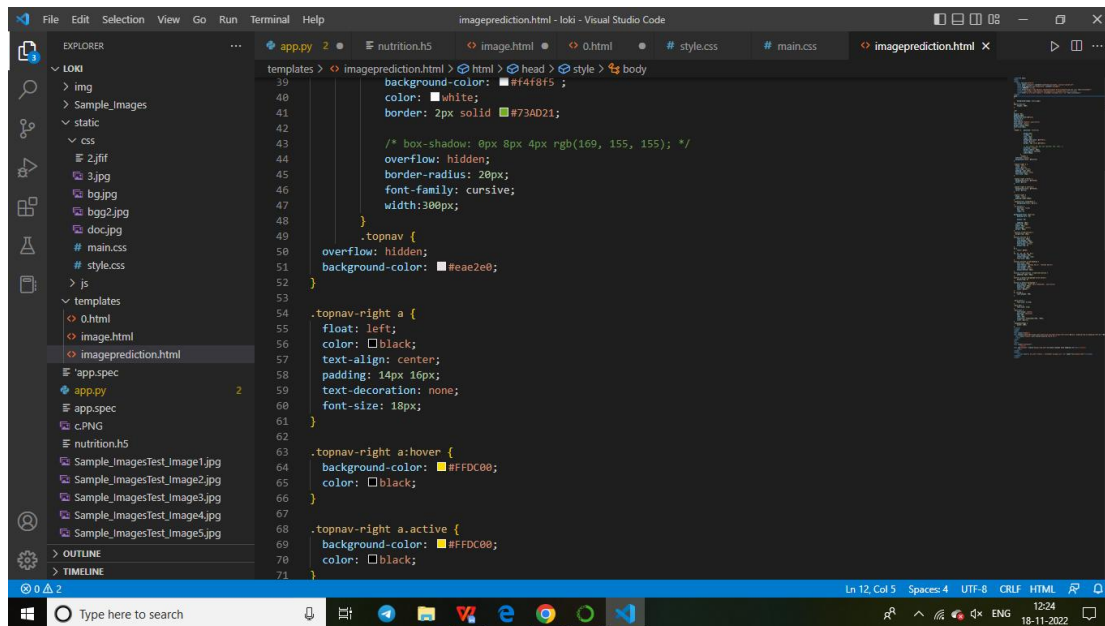 File Edit Selection View Go Run Terminal Help imageprediction.html - loki - Visual Studio Code
EXPLORER
LOKI
img
Sample_Images
static
css
2.jfif
3.jpg
bg.jpg
bgg2.jpg
doc.jpg
main.css
style.css
js
templates
0.html
image.html
imageprediction.html
'app.spec
app.py 2
app.spec
c.PNG
nutrition.h5
Sample_ImagesTest_Image1.jpg
Sample_ImagesTest_Image2.jpg
Sample_ImagesTest_Image3.jpg
Sample_ImagesTest_Image4.jpg
Sample_ImagesTest_Image5.jpg
OUTLINE
TIMELINE
app.py 2 nutrition.h5 image.html 0.html # style.css # main.css imageprediction.html
templates > imageprediction.html > html > head > style > body
39 background-color: #f4f8f5 ;
40 color: white;
41 border: 2px solid #73AD21;
42
43 /* box-shadow: 0px 8px 4px rgb(169, 155, 155); */
44 overflow: hidden;
45 border-radius: 20px;
46 font-family: cursive;
47 width:300px;
48 }
49 .topnav {
50 overflow: hidden;
51 background-color: #eae2e0;
52 }
53
54 .topnav-right a {
55 float: left;
56 color: black;
57 text-align: center;
58 padding: 14px 16px;
59 text-decoration: none;
60 font-size: 18px;
61 }
62
63 .topnav-right a:hover {
64 background-color: #FFDC00;
65 color: black;
66 }
67
68 .topnav-right a.active {
69 background-color: #FFDC00;
70 color: black;
71 }
0 2 Ln 12, Col 5 Spaces: 4 UTF-8 CRLF HTML
Type here to search ENG 12:24
18-11-2022